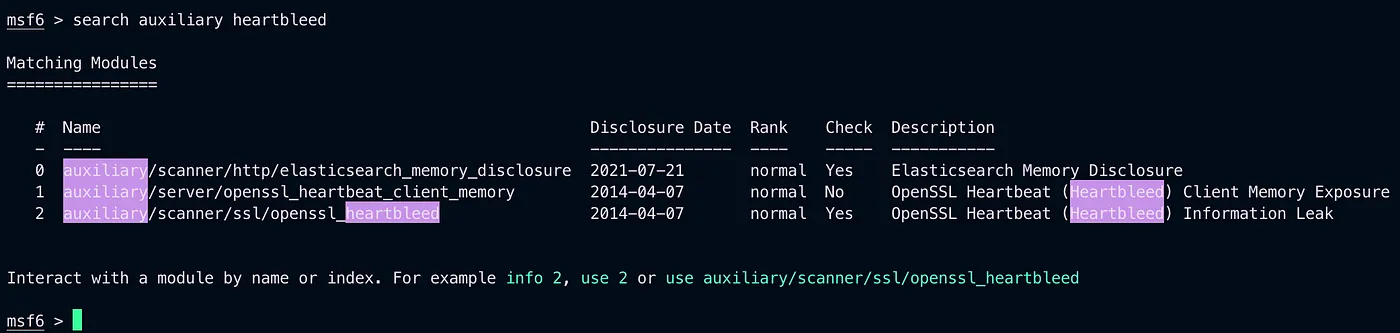 msf6 > search auxiliary heartbleed
Matching Modules
================
#  Name                                              Disclosure Date  Rank    Check  Description
-  ----                                              ---------------  ----    -----  -----------
0  auxiliary/scanner/http/elasticsearch_memory_disclosure  2021-07-21       normal  Yes    Elasticsearch Memory Disclosure
1  auxiliary/server/openssl_heartbeat_client_memory        2014-04-07       normal  No     OpenSSL Heartbeat (Heartbleed) Client Memory Exposure
2  auxiliary/scanner/ssl/openssl_heartbleed                2014-04-07       normal  Yes    OpenSSL Heartbeat (Heartbleed) Information Leak
Interact with a module by name or index. For example info 2, use 2 or use auxiliary/scanner/ssl/openssl_heartbleed
msf6 >